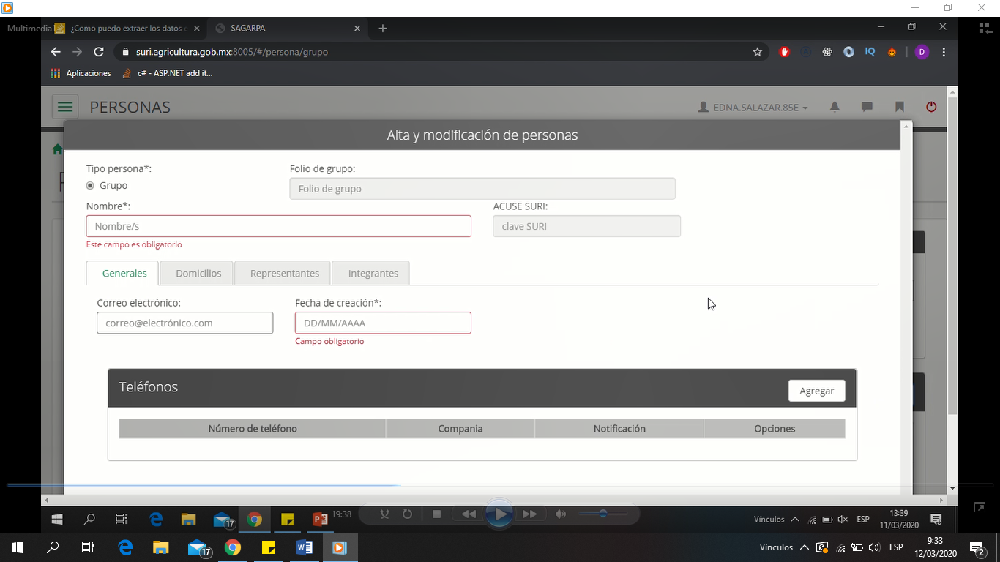 Multimedia
¿Como puedo extraer los datos e
SAGARPA
suri.agricultura.gob.mx:8005/#/persona/grupo
IQ
D
Aplicaciones
c# - ASP.NET add it...
PERSONAS
EDNA.SALAZAR.85E
Alta y modificación de personas
Tipo persona*:
Folio de grupo:
Grupo
Folio de grupo
Nombre*:
ACUSE SURI:
Nombre/s
clave SURI
Este campo es obligatorio
Generales
Domicilios
Representantes
Integrantes
Correo electrónico:
Fecha de creación*:
correo@electrónico.com
DD/MM/AAAA
Campo obligatorio
Teléfonos
Agregar
Número de teléfono
Compania
Notificación
Opciones
17
19:38
Vínculos
ESP
13:39
11/03/2020
17
Vínculos
ESP
9:33
12/03/2020
2